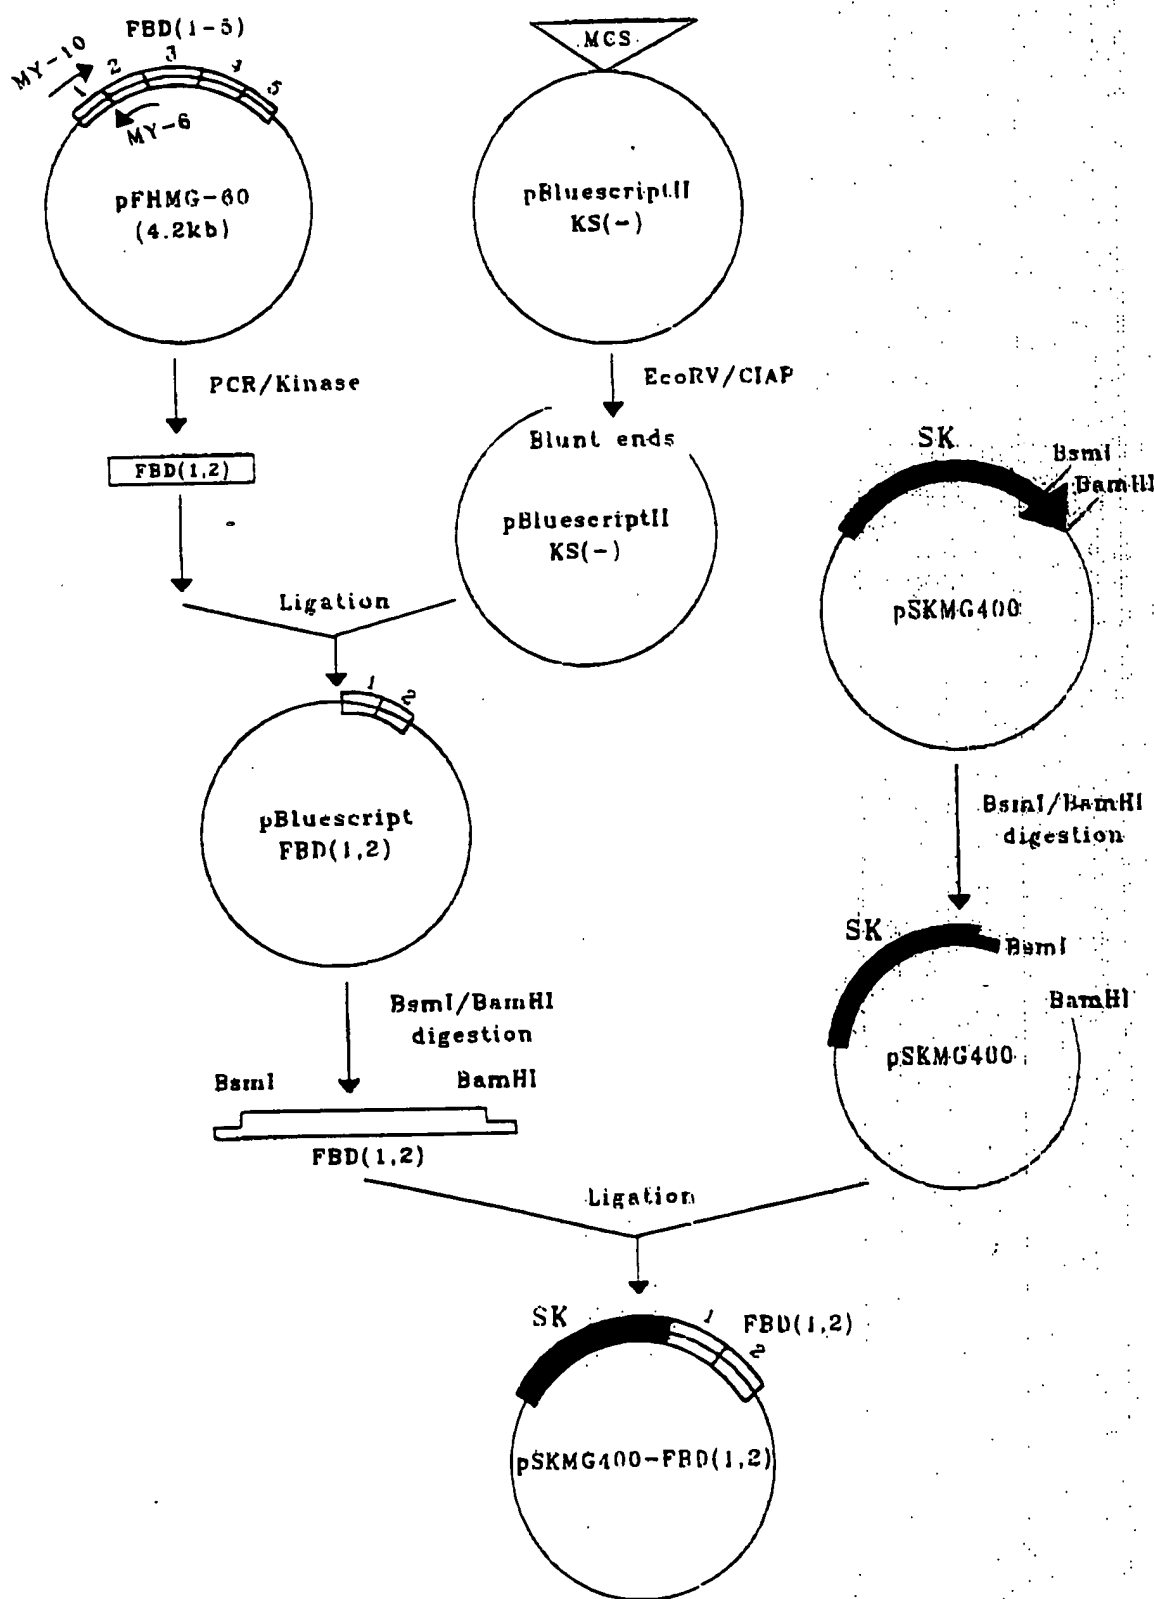 FBD(1-5)
MY-10
1 2 3 4 5
MY-6
pFHMG-60
(4.2kb)
MCS
pBluescriptII
KS(-)
PCR/Kinase
EcoRV/CIAP
FBD(1,2)
Blunt ends
pBluescriptII
KS(-)
SK
BsmI
BamHI
pSKMG400
Ligation
1 2
pBluescript
FBD(1,2)
BsmI/BamHI
digestion
BsmI/BamHI
digestion
SK
BsmI
BamHI
pSKMG400
BsmI
BamHI
FBD(1,2)
Ligation
SK
1 2
FBD(1,2)
pSKMG400-FBD(1,2)